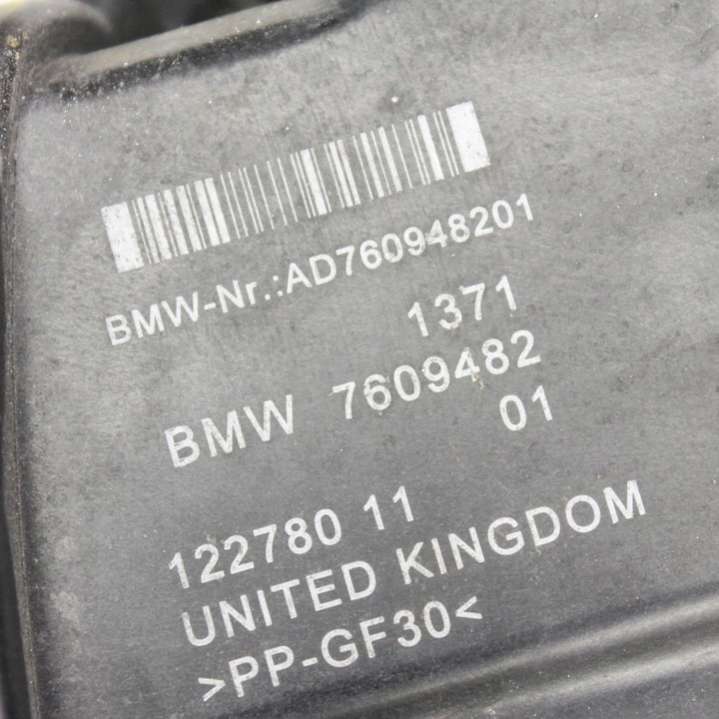 BMW-Nr.:AD760948201
1371
BMW 7609482
01
122780 11
UNITED KINGDOM
>PP-GF30<